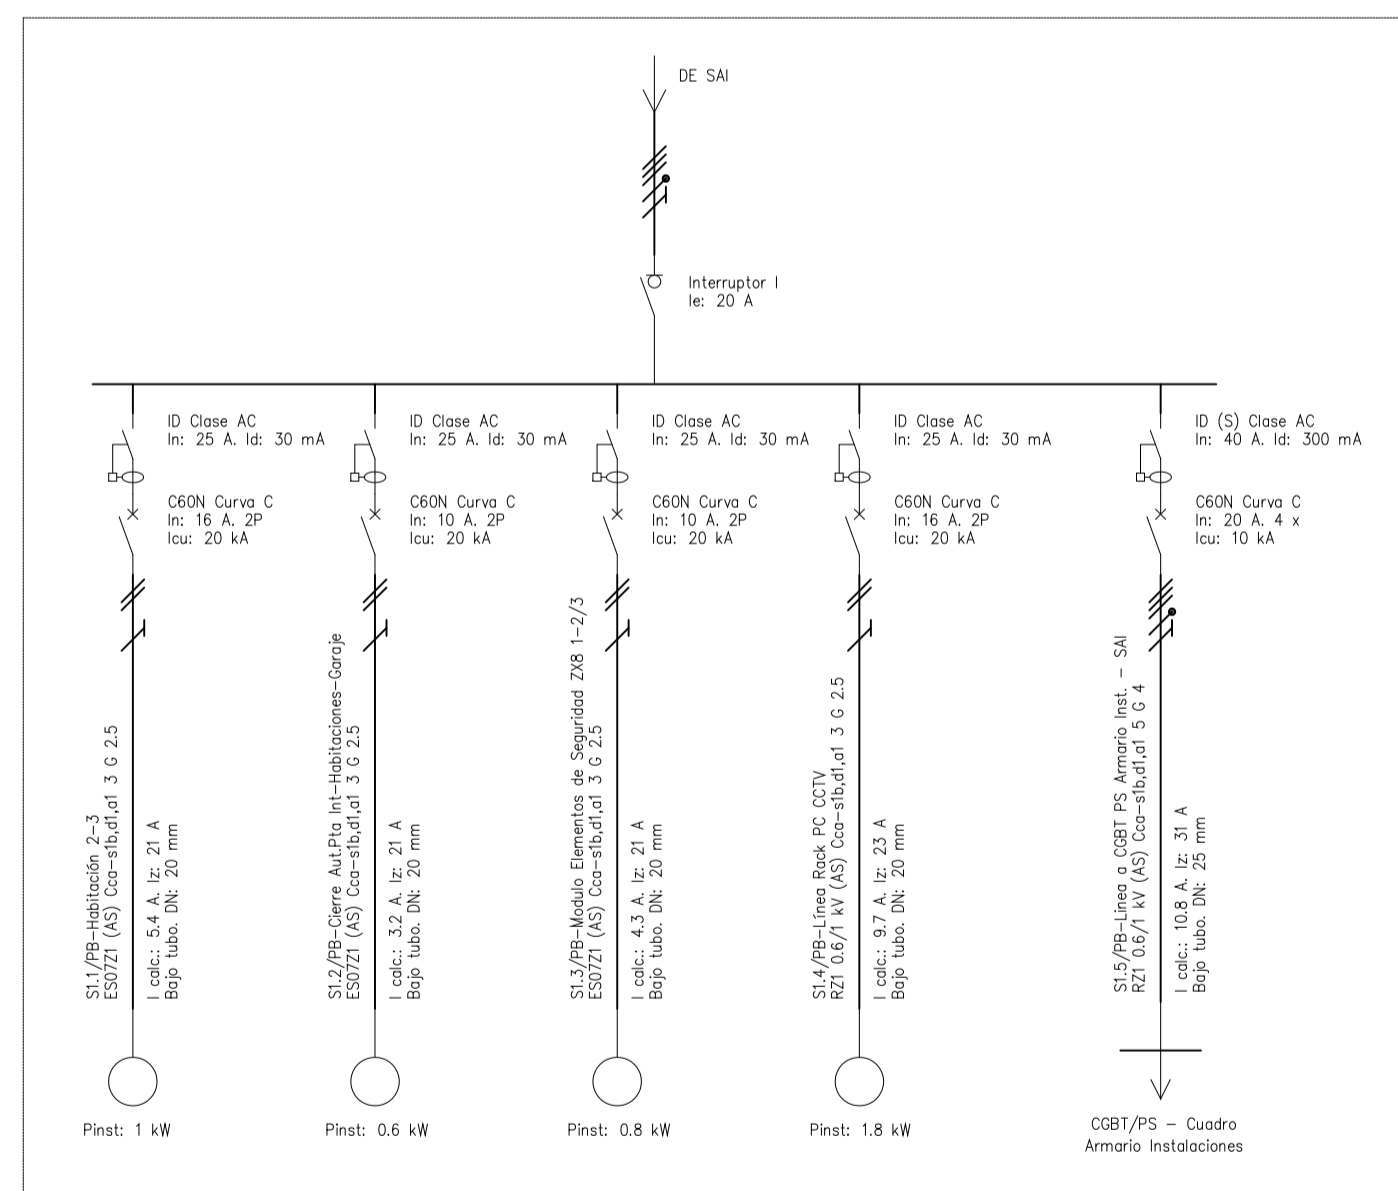 DE SAI
Interruptor I
Ie: 20 A
ID Clase AC
In: 25 A. Id: 30 mA
C60N Curva C
In: 16 A. 2P
Icu: 20 kA
ID Clase AC
In: 25 A. Id: 30 mA
C60N Curva C
In: 10 A. 2P
Icu: 20 kA
ID Clase AC
In: 25 A. Id: 30 mA
C60N Curva C
In: 10 A. 2P
Icu: 20 kA
ID Clase AC
In: 25 A. Id: 30 mA
C60N Curva C
In: 16 A. 2P
Icu: 20 kA
ID (S) Clase AC
In: 40 A. Id: 300 mA
C60N Curva C
In: 20 A. 4 x
Icu: 10 kA
S1.1/PB-Habitación 2-3
ES07Z1 (AS) Cca-s1b,d1,a1 3 G 2.5
I calc.: 5.4 A. Iz: 21 A
Bajo tubo. DN: 20 mm
S1.2/PB-Cierre Aut.Pta Int-Habitaciones-Garaje
ES07Z1 (AS) Cca-s1b,d1,a1 3 G 2.5
I calc.: 3.2 A. Iz: 21 A
Bajo tubo. DN: 20 mm
S1.3/PB-Modulo Elementos de Seguridad ZX8 1-2/3
ES07Z1 (AS) Cca-s1b,d1,a1 3 G 2.5
I calc.: 4.3 A. Iz: 21 A
Bajo tubo. DN: 20 mm
S1.4/PB-Línea Rack PC CCTV
RZ1 0.6/1 kV (AS) Cca-s1b,d1,a1 3 G 2.5
I calc.: 9.7 A. Iz: 23 A
Bajo tubo. DN: 20 mm
S1.5/PB-Linea a CGBT PS Armario Inst. - SAI
RZ1 0.6/1 kV (AS) Cca-s1b,d1,a1 5 G 4
I calc.: 10.8 A. Iz: 31 A
Bajo tubo. DN: 25 mm
Pinst: 1 kW
Pinst: 0.6 kW
Pinst: 0.8 kW
Pinst: 1.8 kW
CGBT/PS - Cuadro
Armario Instalaciones